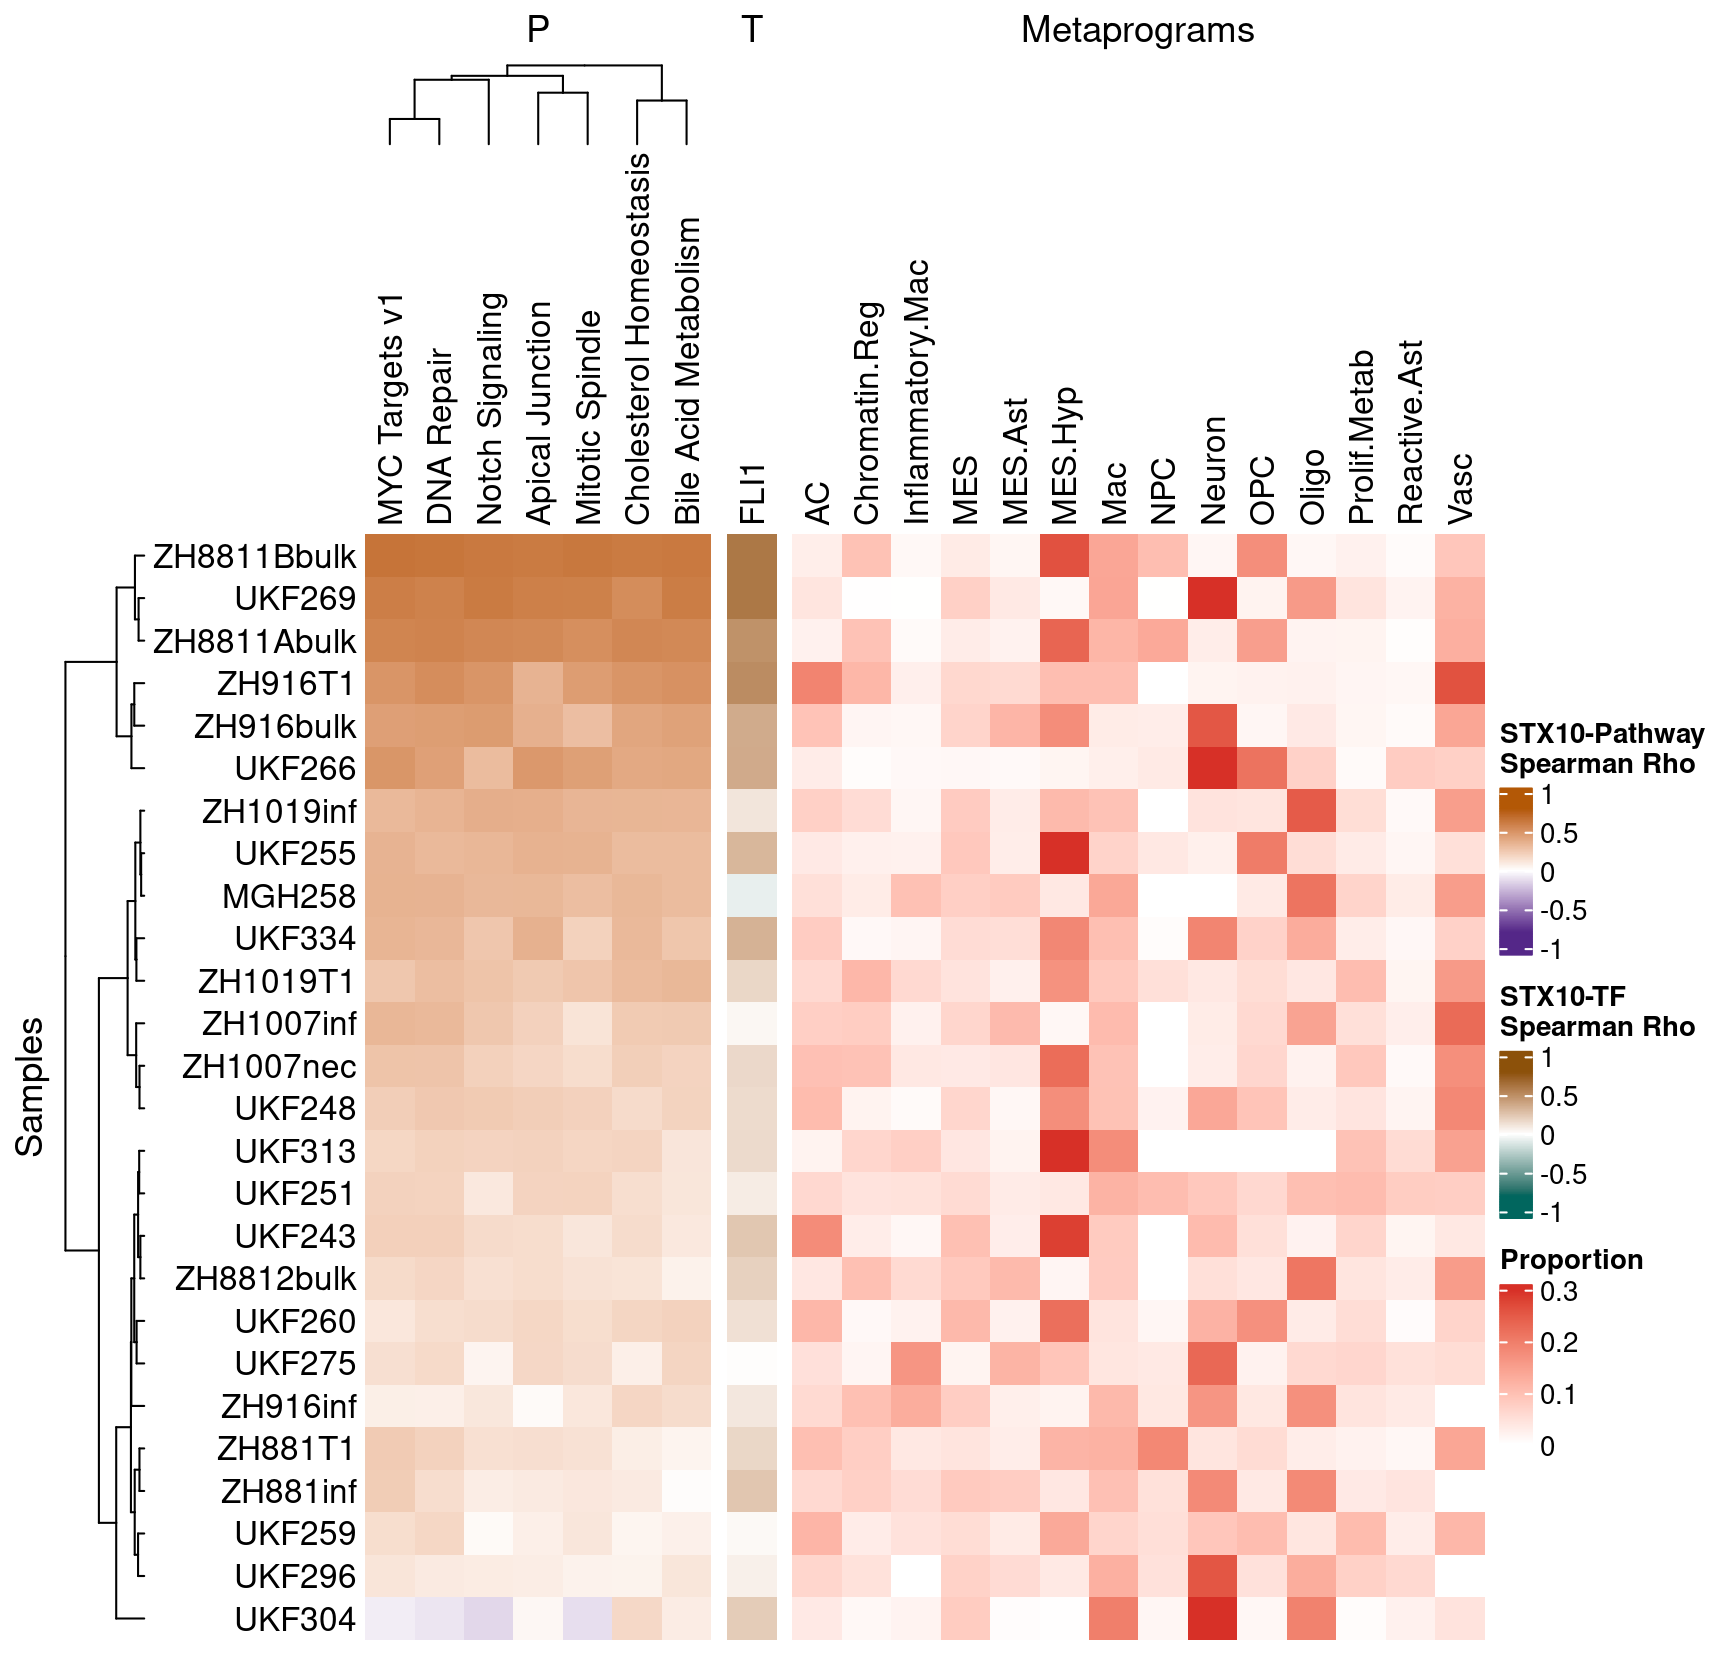 P
T
Metaprograms
MYC Targets v1
DNA Repair
Notch Signaling
Apical Junction
Mitotic Spindle
Cholesterol Homeostasis
Bile Acid Metabolism
FLI1
AC
Chromatin.Reg
Inflammatory.Mac
MES
MES.Ast
MES.Hyp
Mac
NPC
Neuron
OPC
Oligo
Prolif.Metab
Reactive.Ast
Vasc
Samples
ZH8811Bbulk
UKF269
ZH8811Abulk
ZH916T1
ZH916bulk
UKF266
ZH1019inf
UKF255
MGH258
UKF334
ZH1019T1
ZH1007inf
ZH1007nec
UKF248
UKF313
UKF251
UKF243
ZH8812bulk
UKF260
UKF275
ZH916inf
ZH881T1
ZH881inf
UKF259
UKF296
UKF304
STX10-Pathway
Spearman Rho
1
0.5
0
-0.5
-1
STX10-TF
Spearman Rho
1
0.5
0
-0.5
-1
Proportion
0.3
0.2
0.1
0